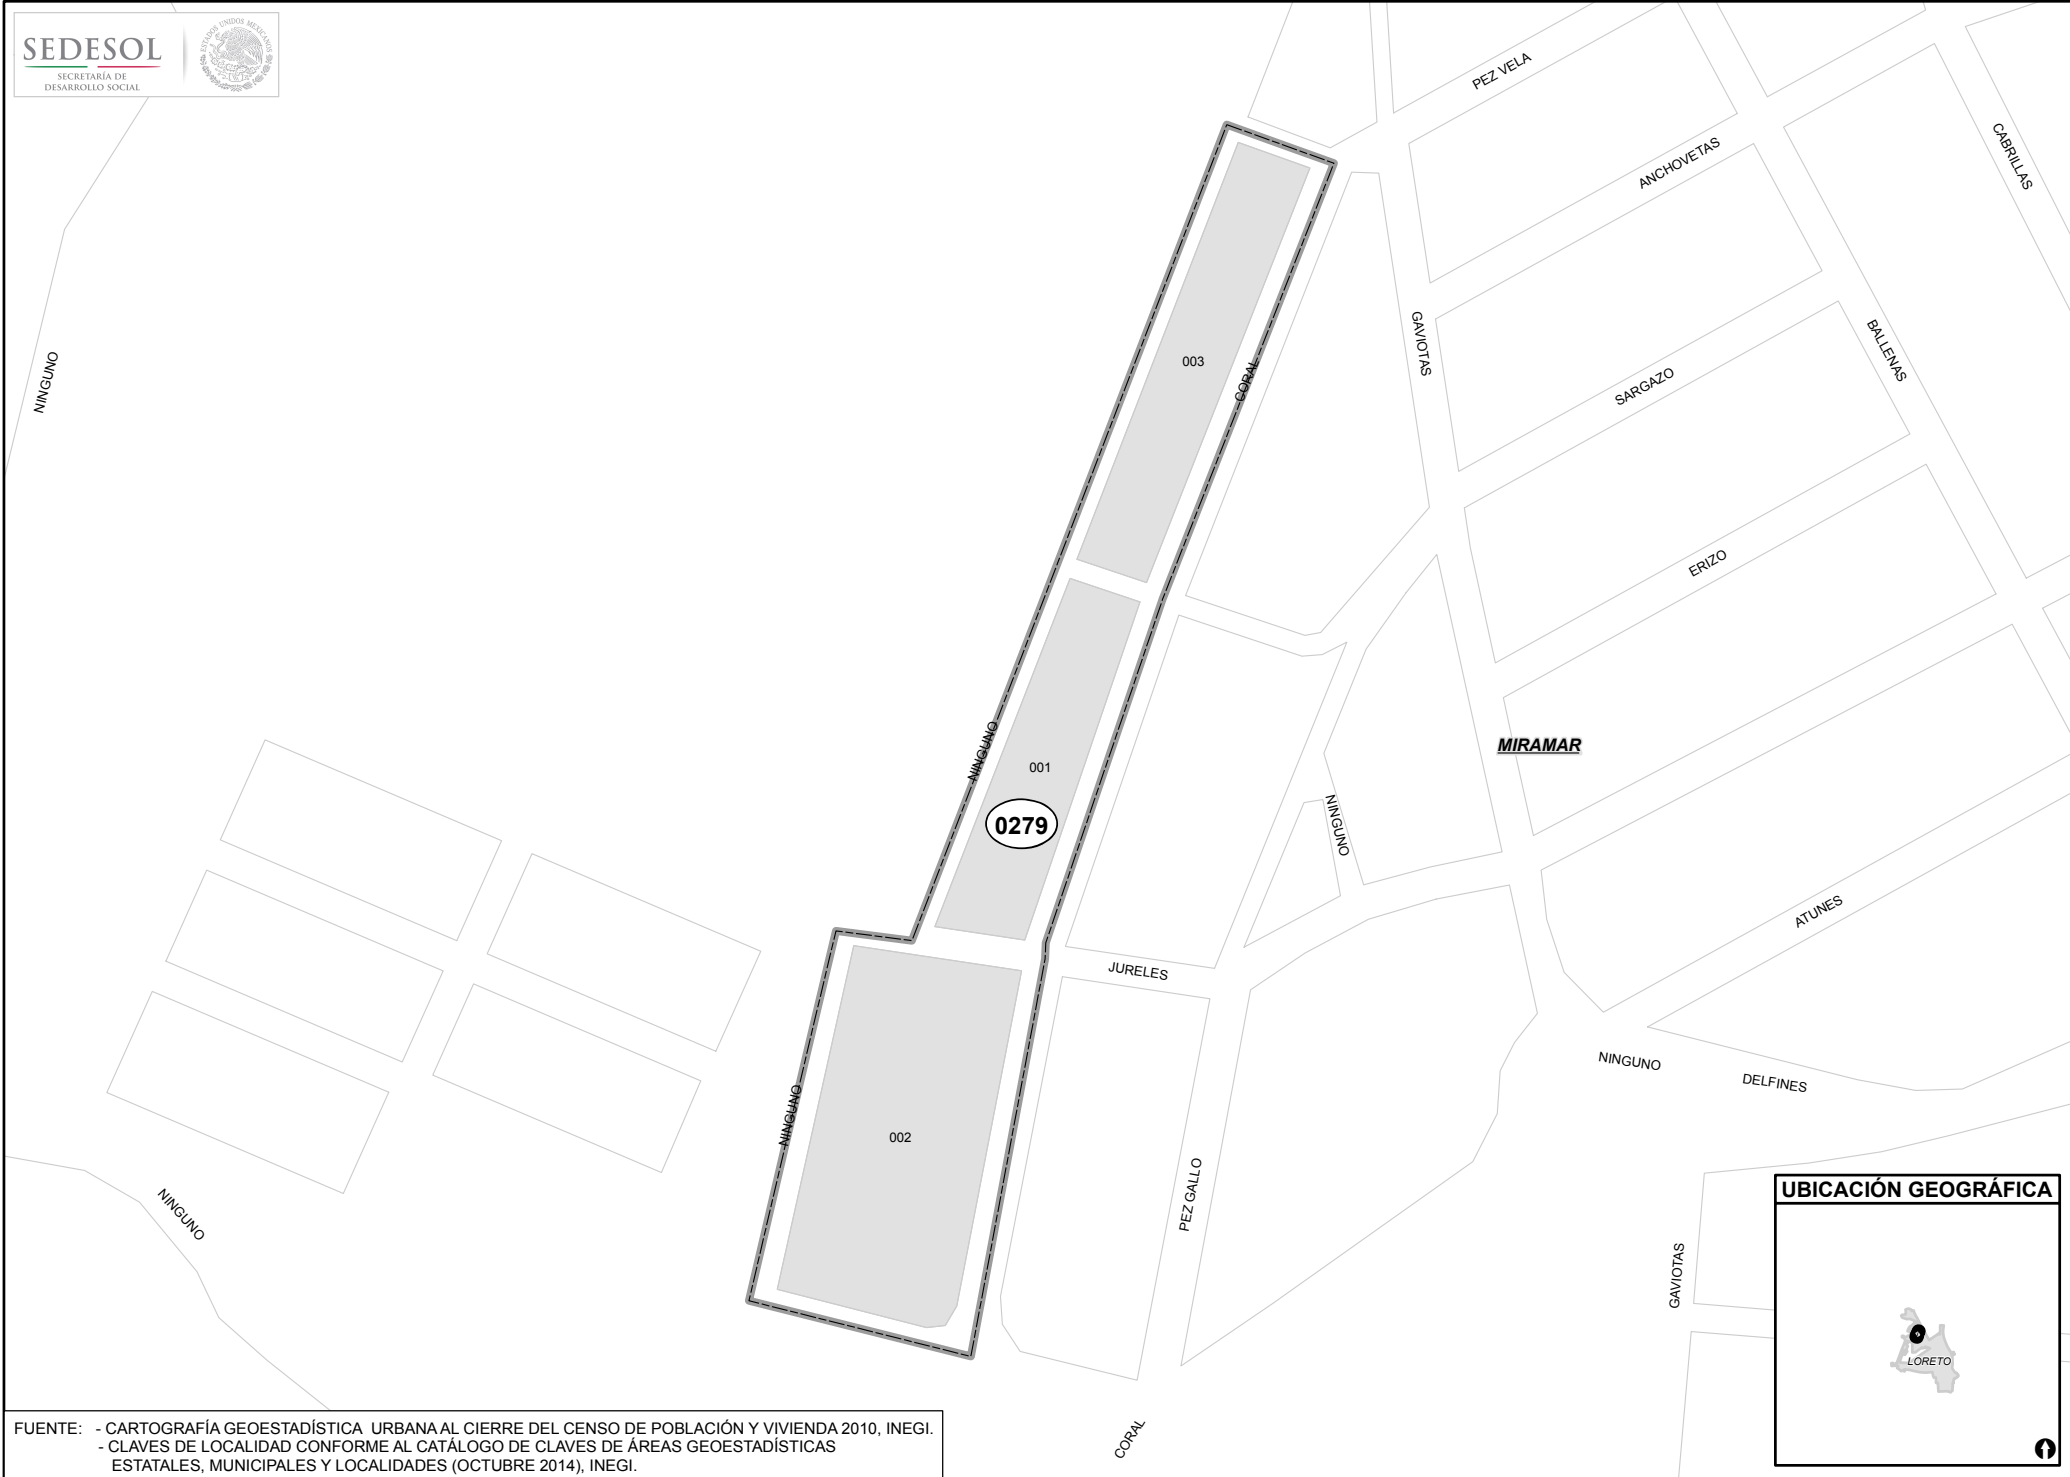 SEDESOL
SECRETARÍA DE
DESARROLLO SOCIAL
ESTADOS UNIDOS MEXICANOS
PEZ VELA
ANCHOVETAS
CABRILLAS
NINGUNO
003
CORAL
GAVIOTAS
BALLENAS
SARGAZO
ERIZO
NINGUNO
001
MIRAMAR
0279
NINGUNO
ATUNES
JURELES
NINGUNO
DELFINES
NINGUNO
002
PEZ GALLO
NINGUNO
GAVIOTAS
UBICACIÓN GEOGRÁFICA
LORETO
CORAL
FUENTE: - CARTOGRAFÍA GEOESTADÍSTICA URBANA AL CIERRE DEL CENSO DE POBLACIÓN Y VIVIENDA 2010, INEGI.
- CLAVES DE LOCALIDAD CONFORME AL CATÁLOGO DE CLAVES DE ÁREAS GEOESTADÍSTICAS
ESTATALES, MUNICIPALES Y LOCALIDADES (OCTUBRE 2014), INEGI.